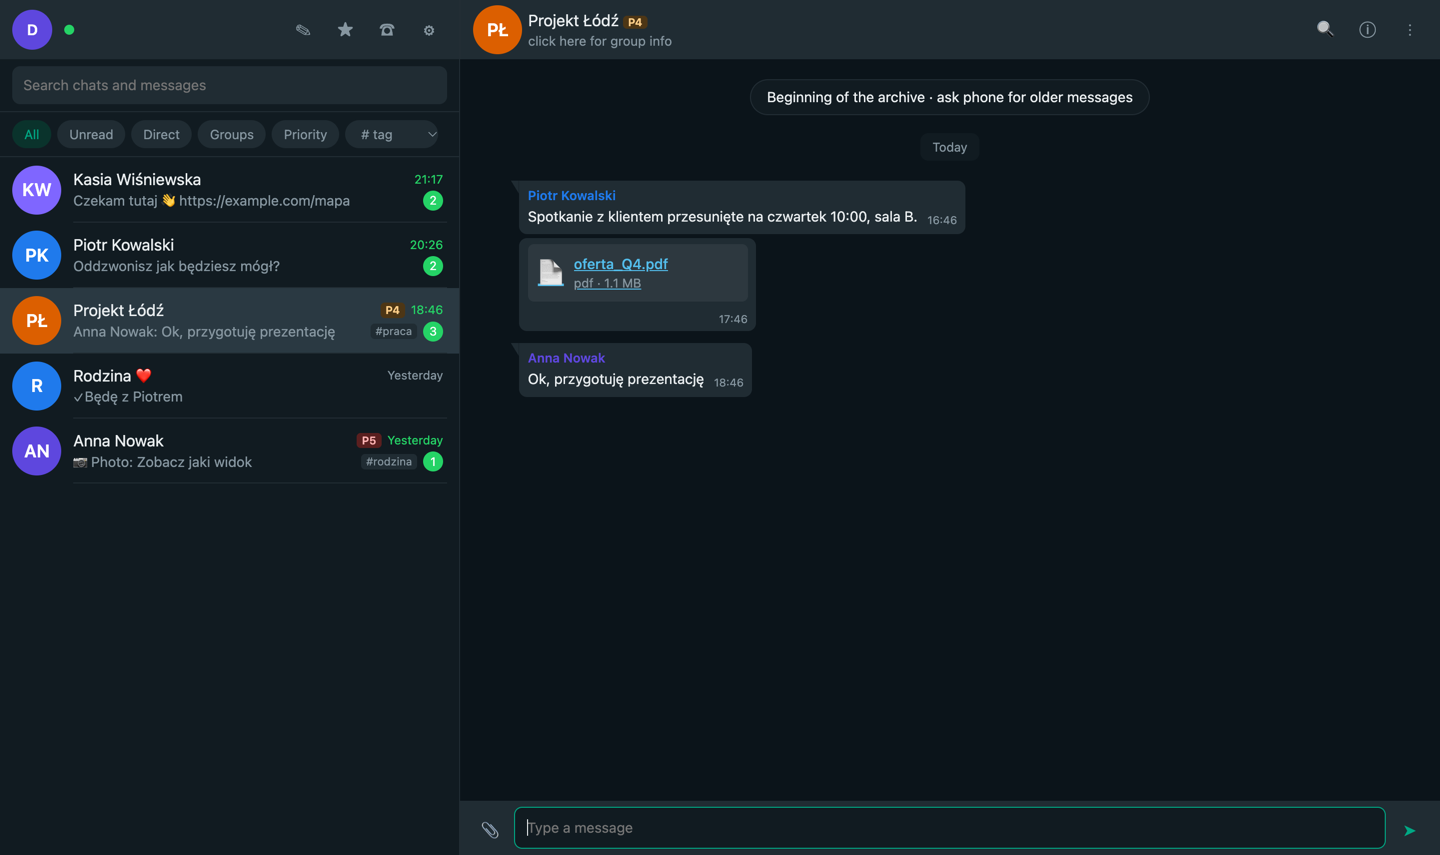 D
Search chats and messages
All
Unread
Direct
Groups
Priority
# tag
KW
Kasia Wiśniewska
21:17
Czekam tutaj 👋 https://example.com/mapa
2
PK
Piotr Kowalski
20:26
Oddzwonisz jak będziesz mógł?
2
PŁ
Projekt Łódź
P4 18:46
Anna Nowak: Ok, przygotuję prezentację
#praca 3
R
Rodzina ❤️
Yesterday
✓Będę z Piotrem
AN
Anna Nowak
P5 Yesterday
📷 Photo: Zobacz jaki widok
#rodzina 1
PŁ
Projekt Łódź P4
click here for group info
Beginning of the archive · ask phone for older messages
Today
Piotr Kowalski
Spotkanie z klientem przesunięte na czwartek 10:00, sala B. 16:46
oferta_Q4.pdf
pdf · 1.1 MB
17:46
Anna Nowak
Ok, przygotuję prezentację 18:46
Type a message